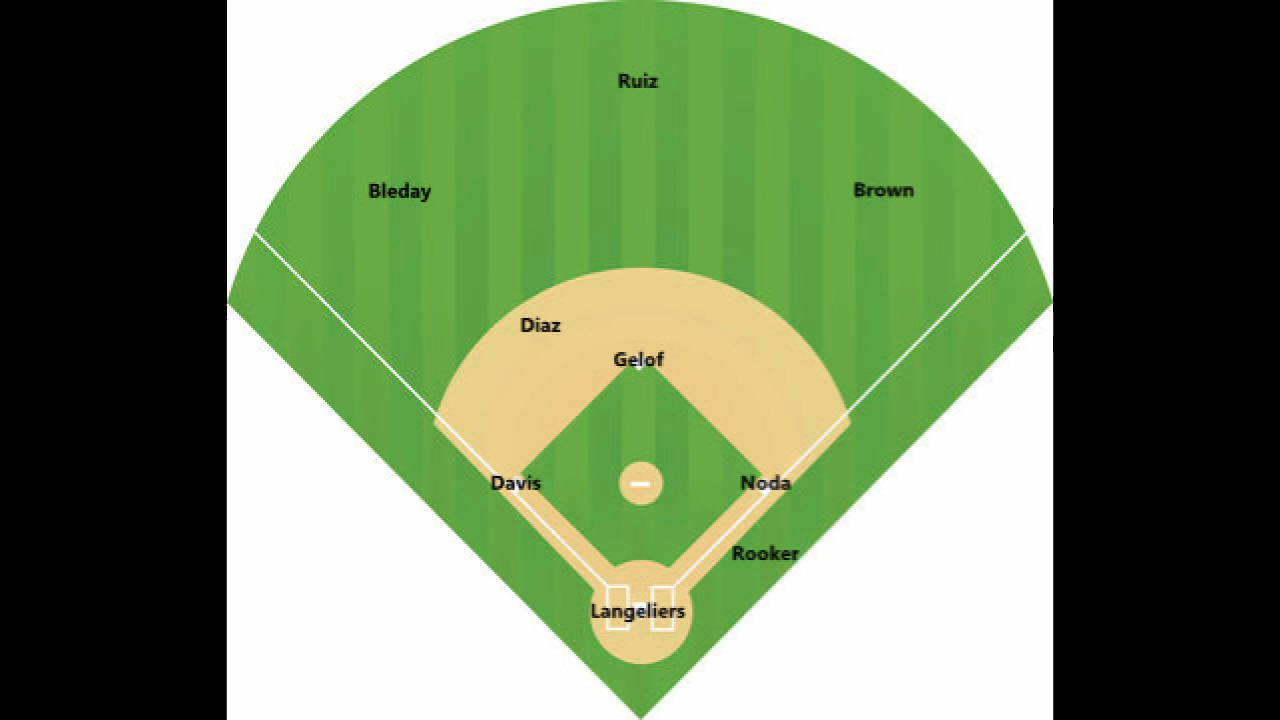 Ruiz
Bleday
Brown
Diaz
Gelof
Davis
Noda
Rooker
Langeliers